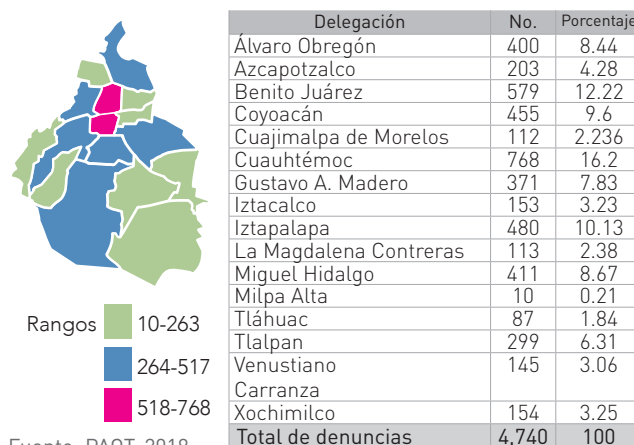 Delegación No. Porcentaje
Álvaro Obregón 400 8.44
Azcapotzalco 203 4.28
Benito Juárez 579 12.22
Coyoacán 455 9.6
Cuajimalpa de Morelos 112 2.236
Cuauhtémoc 768 16.2
Gustavo A. Madero 371 7.83
Iztacalco 153 3.23
Iztapalapa 480 10.13
La Magdalena Contreras 113 2.38
Miguel Hidalgo 411 8.67
Milpa Alta 10 0.21
Tláhuac 87 1.84
Tlalpan 299 6.31
Venustiano 145 3.06
Carranza
Xochimilco 154 3.25
Total de denuncias 4,740 100
Rangos 10-263
264-517
518-768
Fuente PAOT, 2018